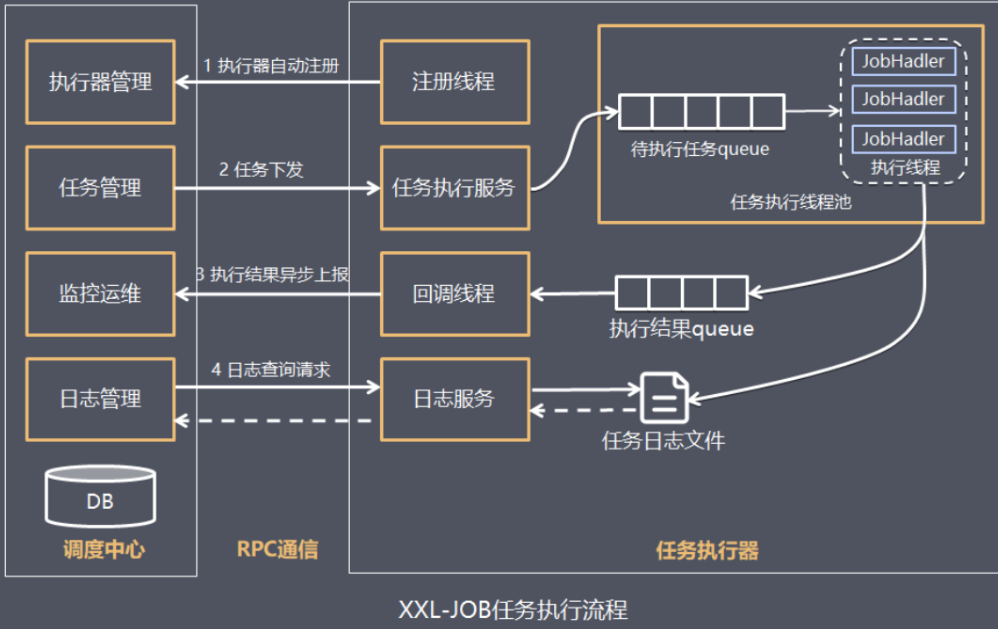 执行器管理
1 执行器自动注册
注册线程
待执行任务queue
JobHadler
JobHadler
JobHadler
执行线程
任务执行线程池
任务管理
2 任务下发
任务执行服务
监控运维
3 执行结果异步上报
回调线程
执行结果queue
日志管理
4 日志查询请求
日志服务
任务日志文件
DB
调度中心
RPC通信
任务执行器
XXL-JOB任务执行流程